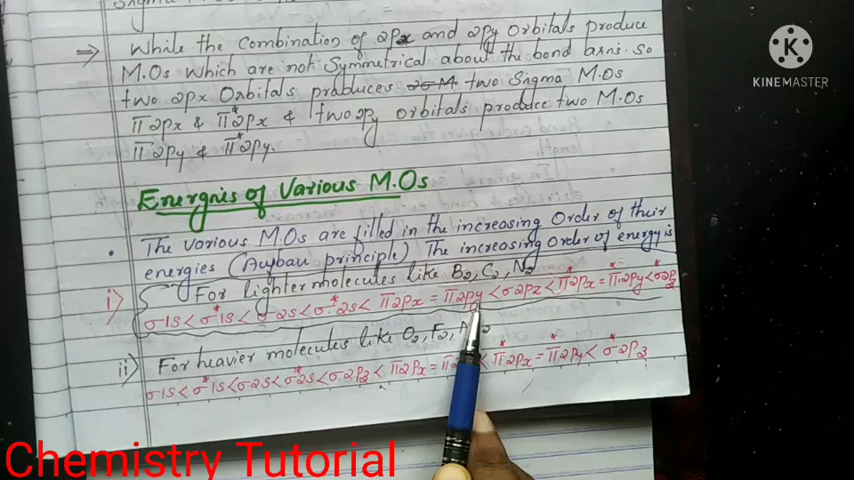 ⇒ While the combination of 2px and 2py orbitals produce
M.Os which are not symmetrical about the bond axis. so
two 2px Orbitals produces two Sigma M.Os
π2px & π*2px & two 2py orbitals produce two M.Os
π2py & π*2py.
Energies of Various M.Os
• The various M.Os are filled in the increasing Order of their
energies (Aufbau principle) The increasing order of energy is
i) For lighter molecules like B2, C2, N2
σ1s < σ*1s < σ2s < σ*2s < π2px = π2py < σ2pz < π*2px = π*2py < σ*2pz
ii) For heavier molecules like O2, F2,
σ1s < σ*1s < σ2s < σ*2s < σ2pz < π2px = < π*2px = π*2py < σ*2pz
K
KINEMASTER
Chemistry Tutorial